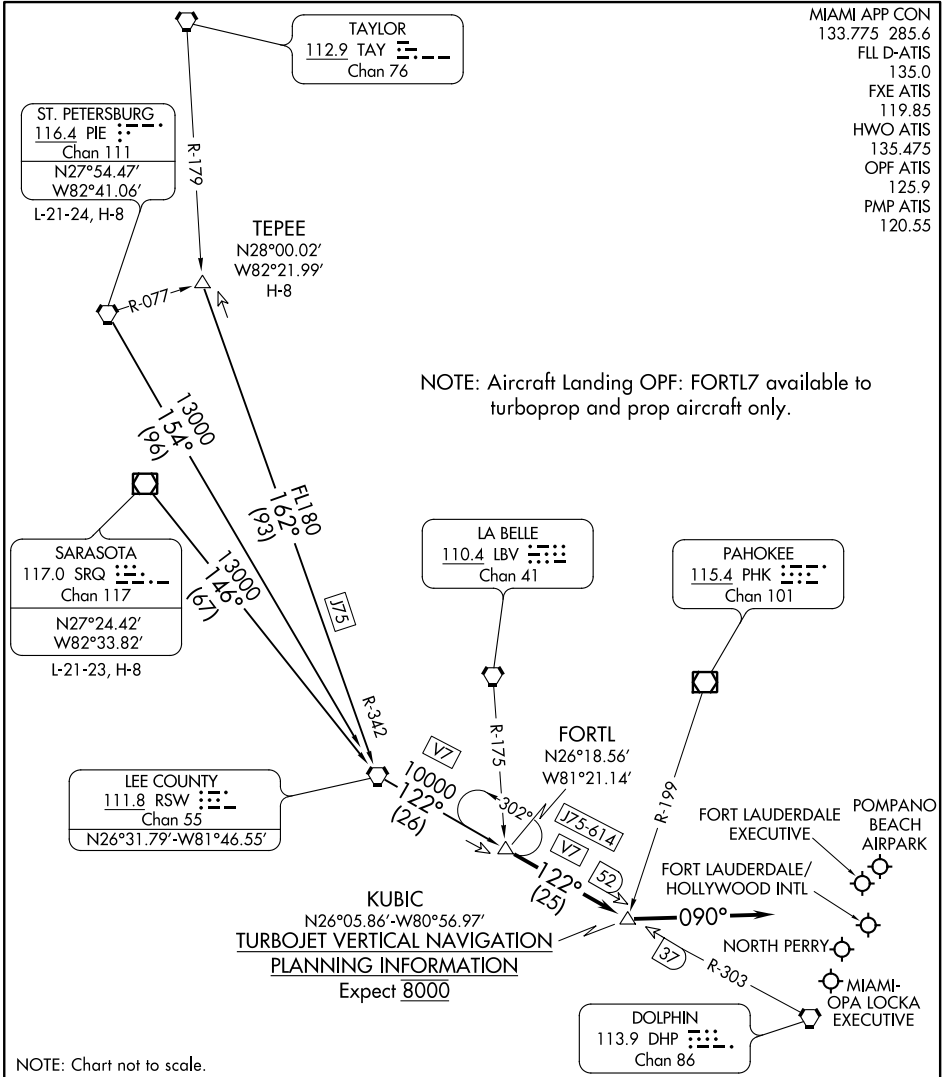 MIAMI APP CON
133.775 285.6
FLL D-ATIS
135.0
FXE ATIS
119.85
HWO ATIS
135.475
OPF ATIS
125.9
PMP ATIS
120.55
TAYLOR
112.9 TAY
Chan 76
R-179
ST. PETERSBURG
116.4 PIE
Chan 111
N27°54.47'
W82°41.06'
L-21-24, H-8
TEPEE
N28°00.02'
W82°21.99'
H-8
R-077
NOTE: Aircraft Landing OPF: FORTL7 available to
turboprop and prop aircraft only.
13000
154°
(96)
FL180
162°
(93)
J75
R-342
SARASOTA
117.0 SRQ
Chan 117
N27°24.42'
W82°33.82'
L-21-23, H-8
13000
146°
(67)
LA BELLE
110.4 LBV
Chan 41
R-175
PAHOKEE
115.4 PHK
Chan 101
R-199
FORTL
N26°18.56'
W81°21.14'
LEE COUNTY
111.8 RSW
Chan 55
N26°31.79'-W81°46.55'
V7
10000
122°
(26)
302°
J75-614
V7
122°
(25)
52
KUBIC
N26°05.86'-W80°56.97'
TURBOJET VERTICAL NAVIGATION
PLANNING INFORMATION
Expect 8000
090°
FORT LAUDERDALE
EXECUTIVE
POMPANO
BEACH
AIRPARK
FORT LAUDERDALE/
HOLLYWOOD INTL
NORTH PERRY
MIAMI-
OPA LOCKA
EXECUTIVE
37
R-303
DOLPHIN
113.9 DHP
Chan 86
NOTE: Chart not to scale.